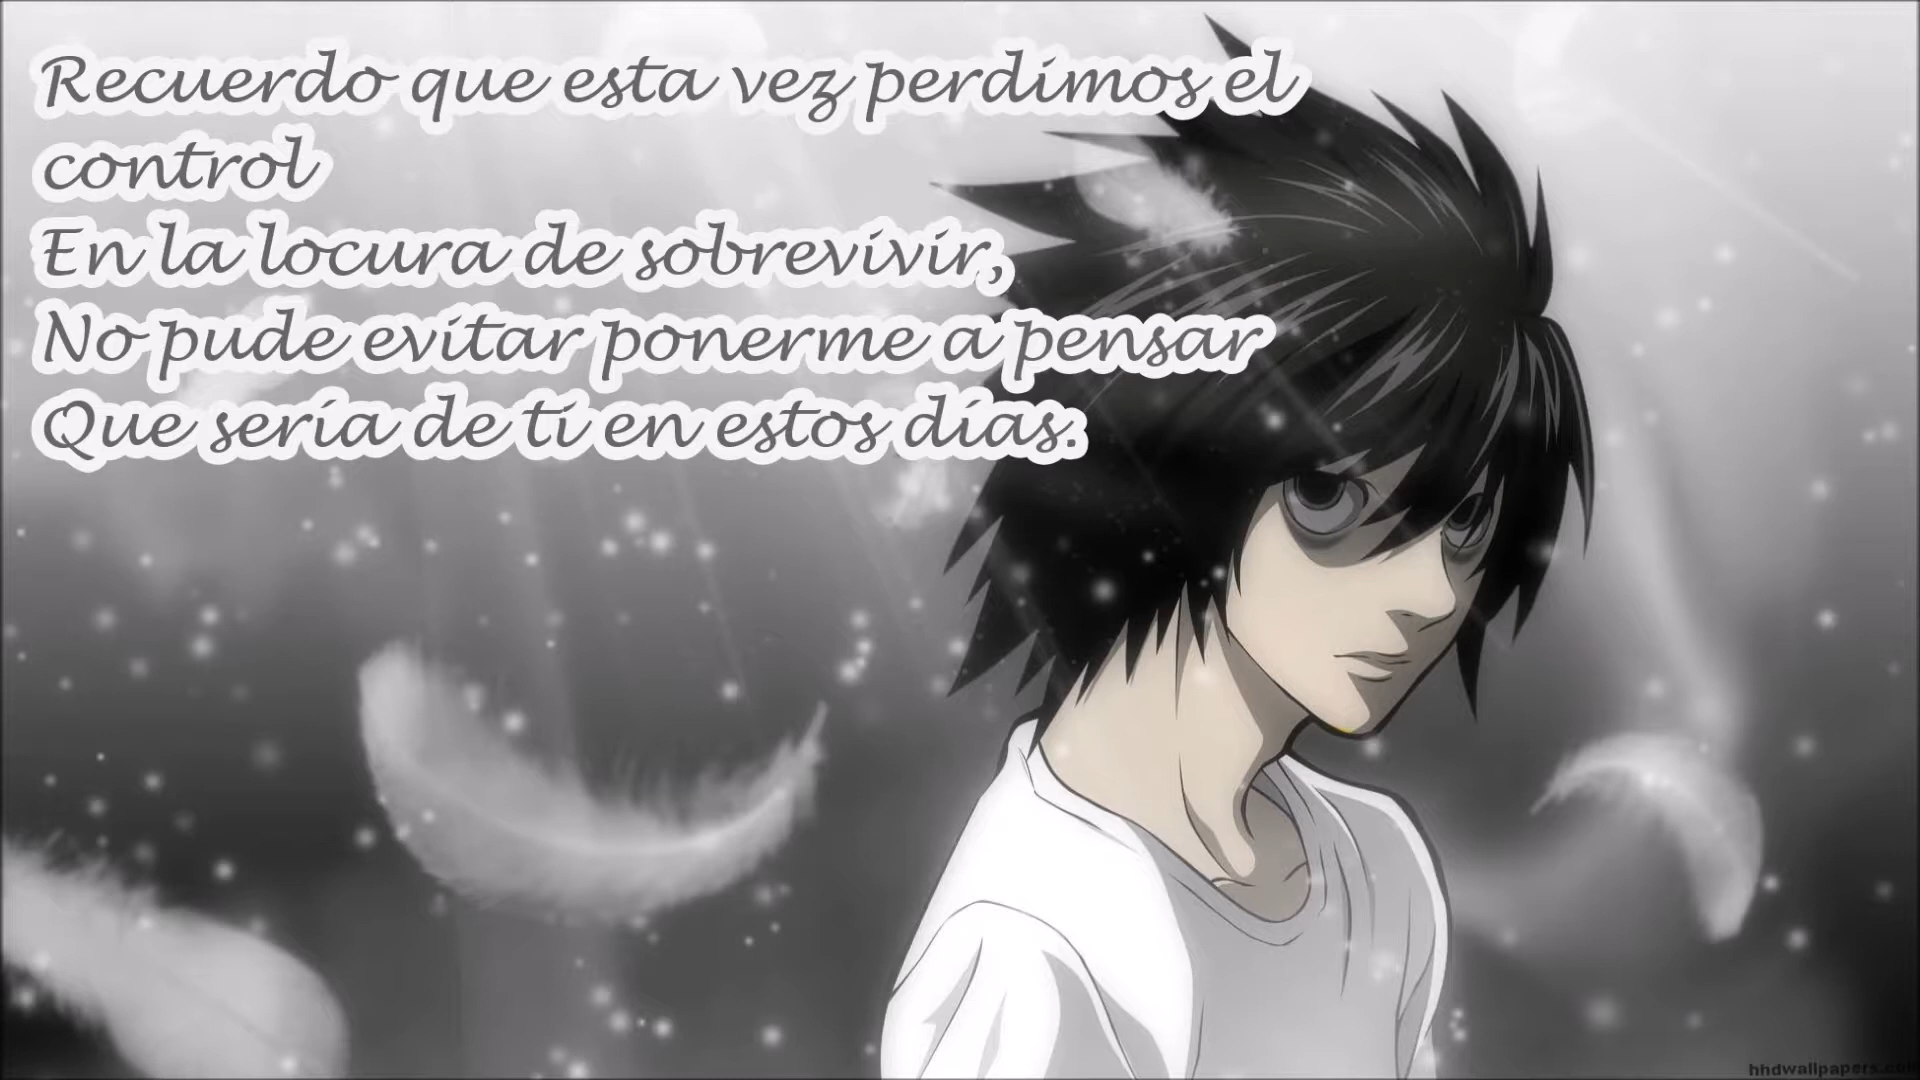 Recuerdo que esta vez perdimos el
control
En la locura de sobrevivir,
No pude evitar ponerme a pensar
Que sería de ti en estos días.
hhdwallpapers.com